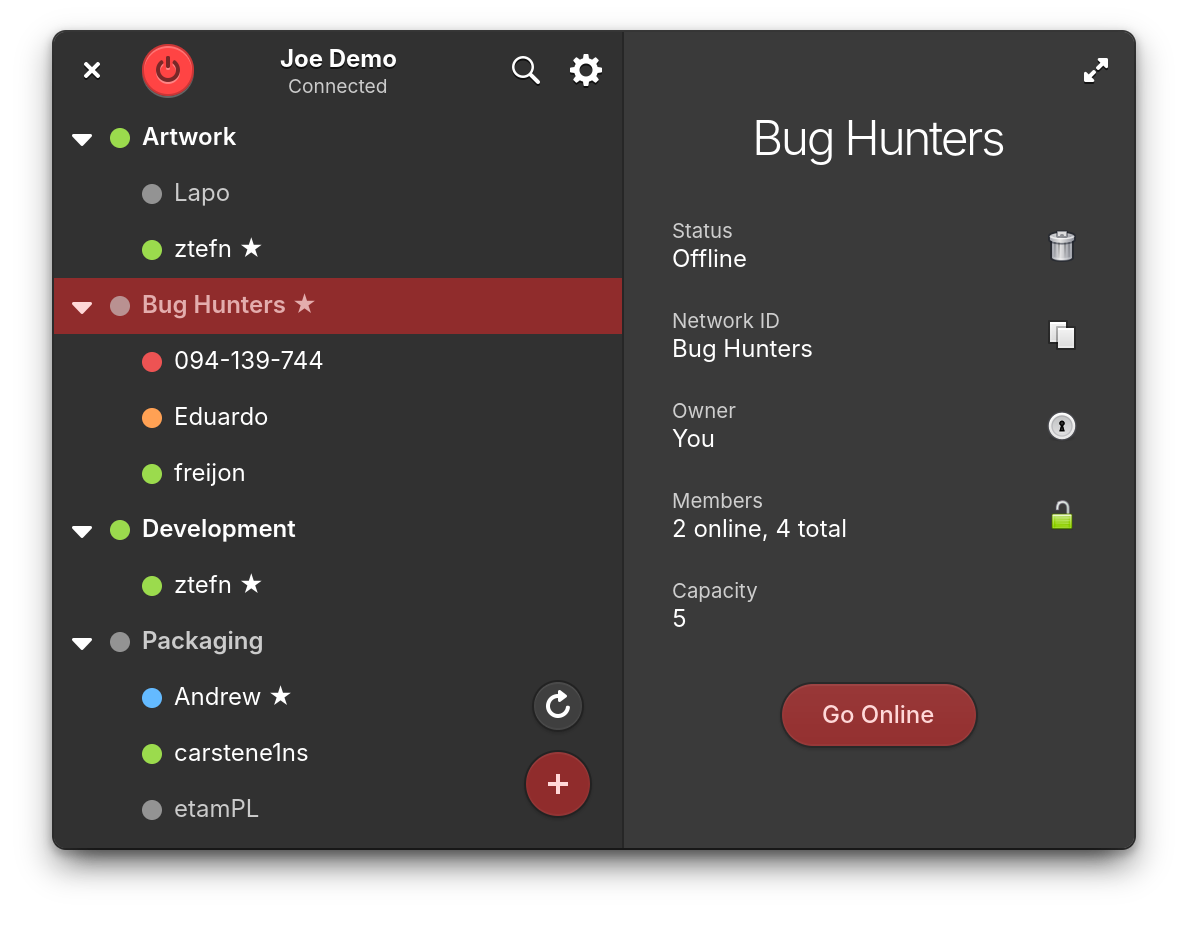 Joe Demo
Connected
Artwork
Lapo
ztefn ★
Bug Hunters ★
094-139-744
Eduardo
freijon
Development
ztefn ★
Packaging
Andrew ★
carstene1ns
etamPL
Bug Hunters
Status
Offline
Network ID
Bug Hunters
Owner
You
Members
2 online, 4 total
Capacity
5
Go Online